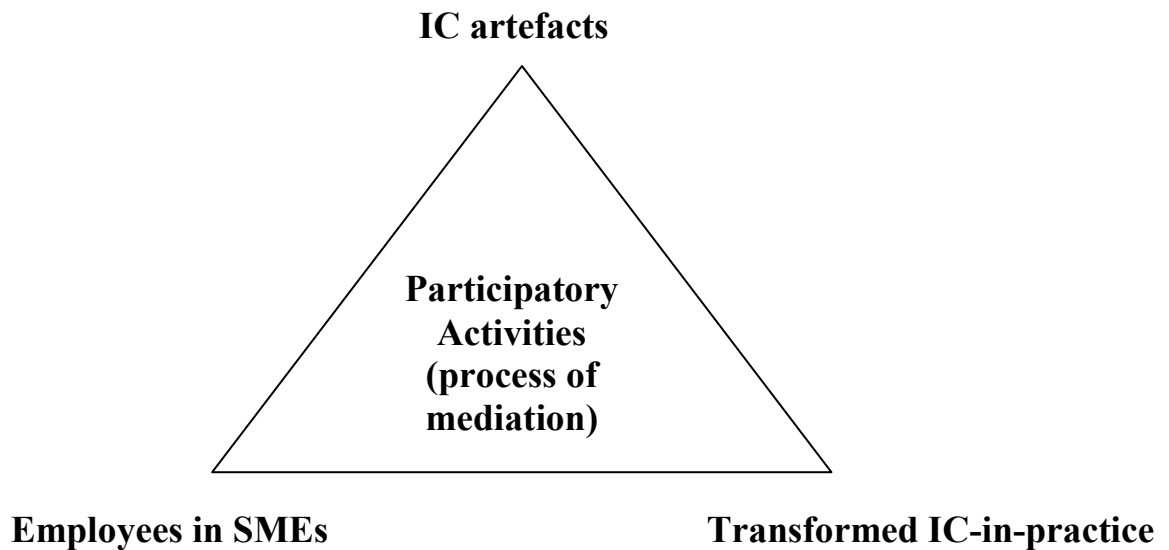 IC artefacts
Participatory
Activities
(process of
mediation)
Employees in SMEs
Transformed IC-in-practice